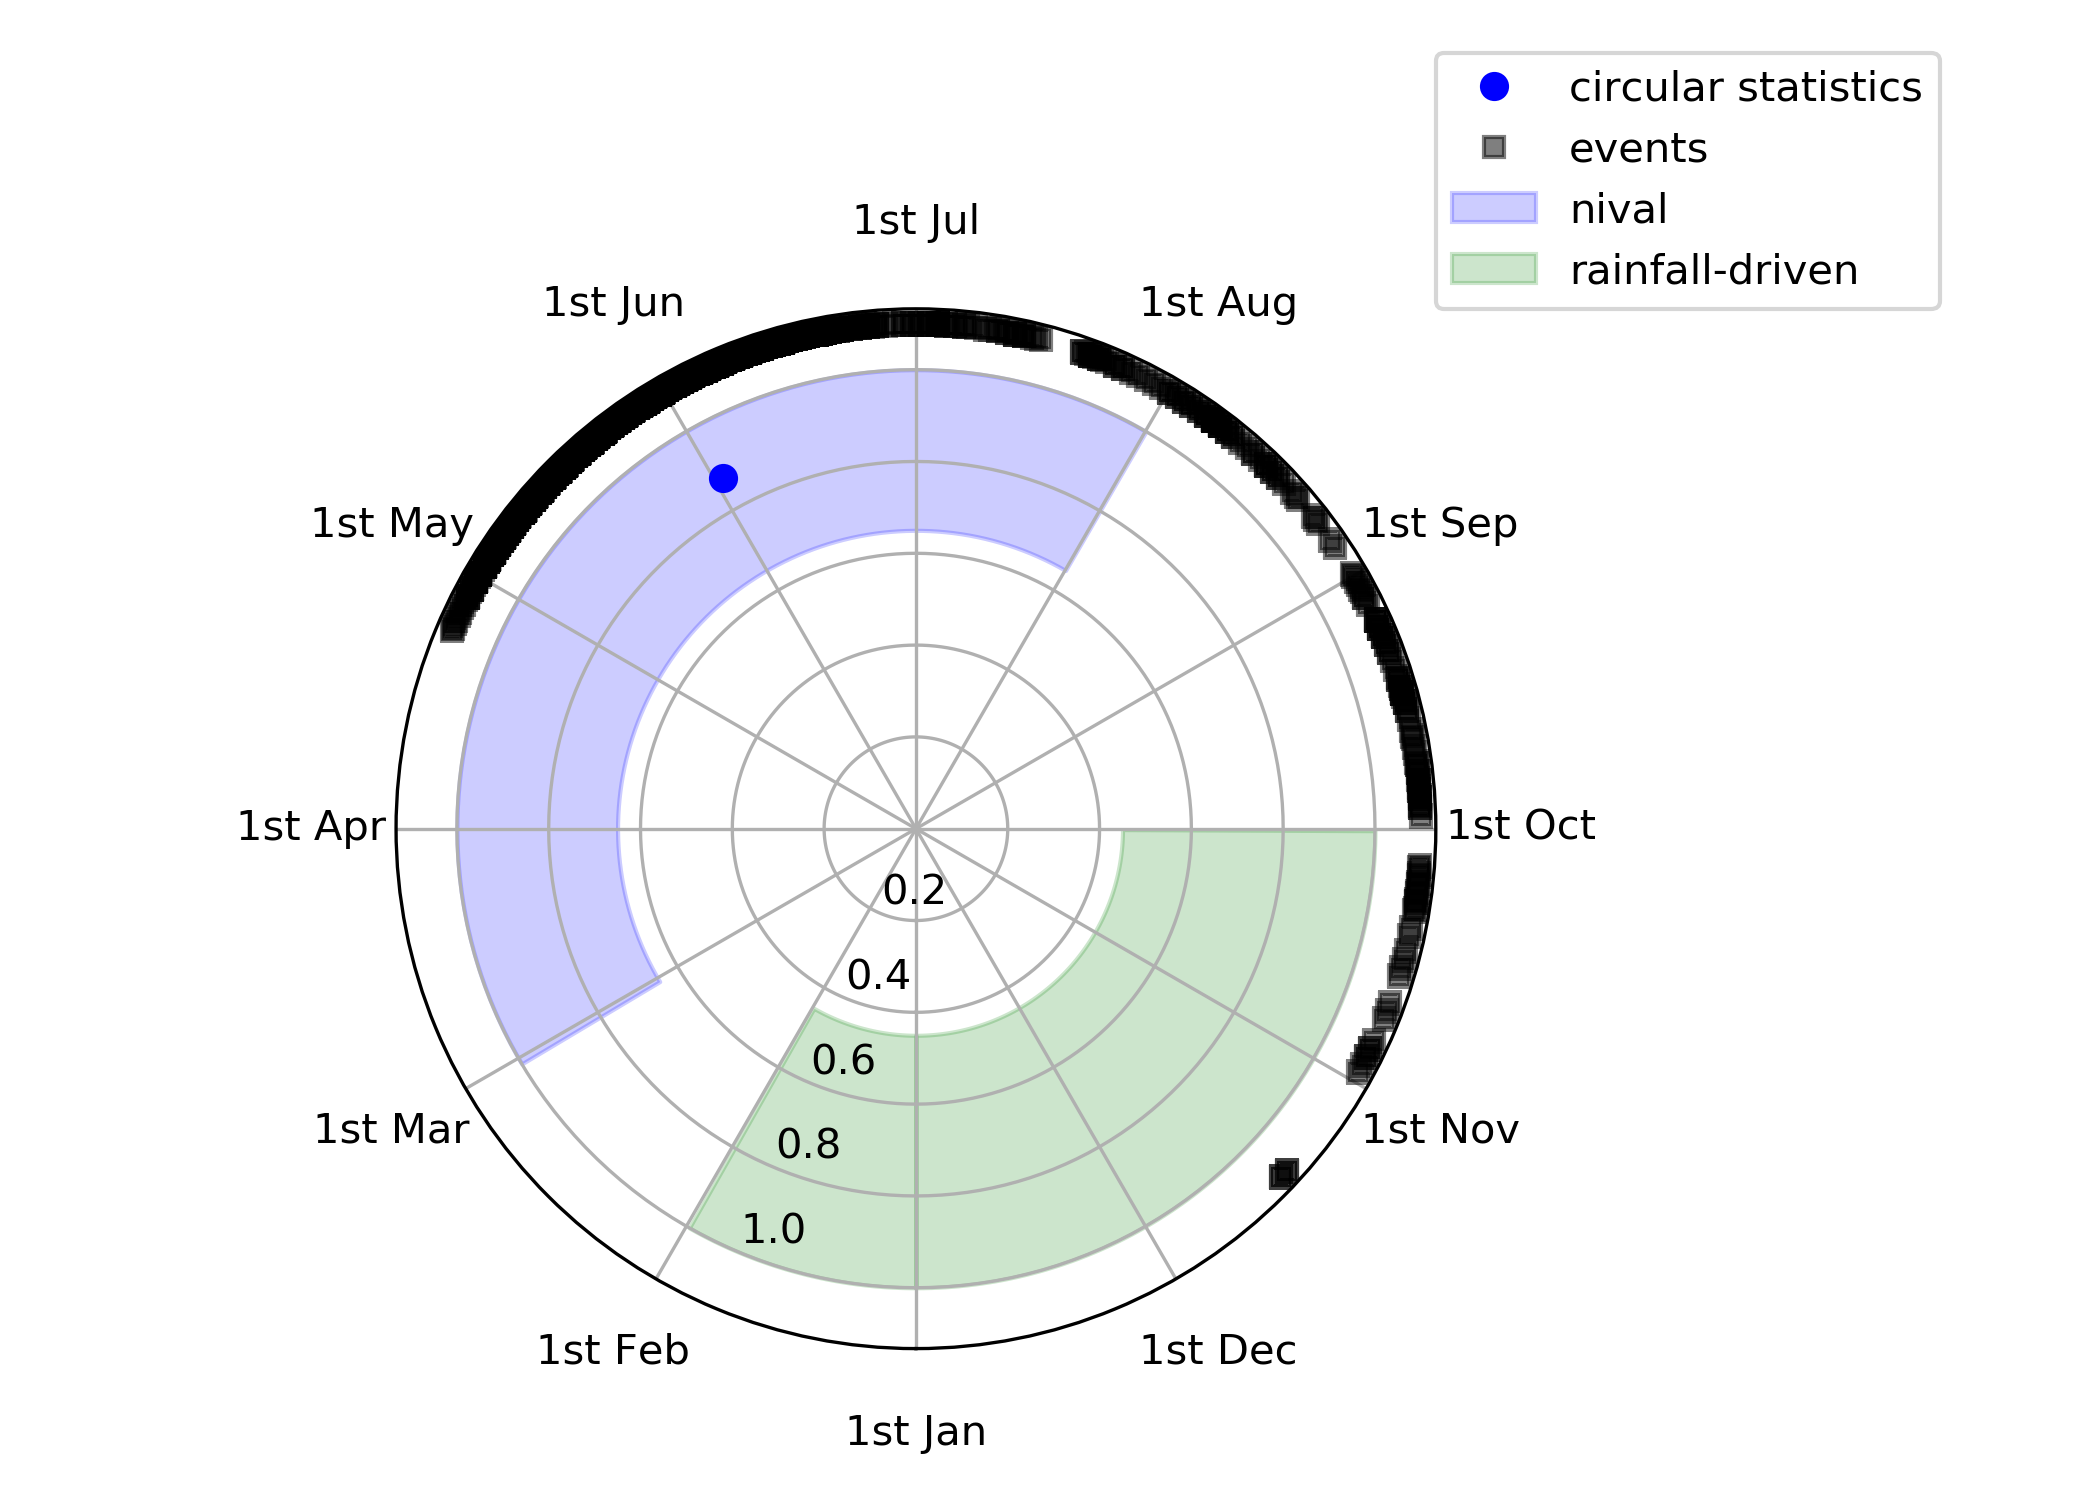 circular statistics
events
nival
rainfall-driven
1st Jul
1st Jun
1st Aug
1st May
1st Sep
1st Apr
1st Oct
0.2
0.4
0.6
1st Mar
1st Nov
0.8
1.0
1st Feb
1st Dec
1st Jan